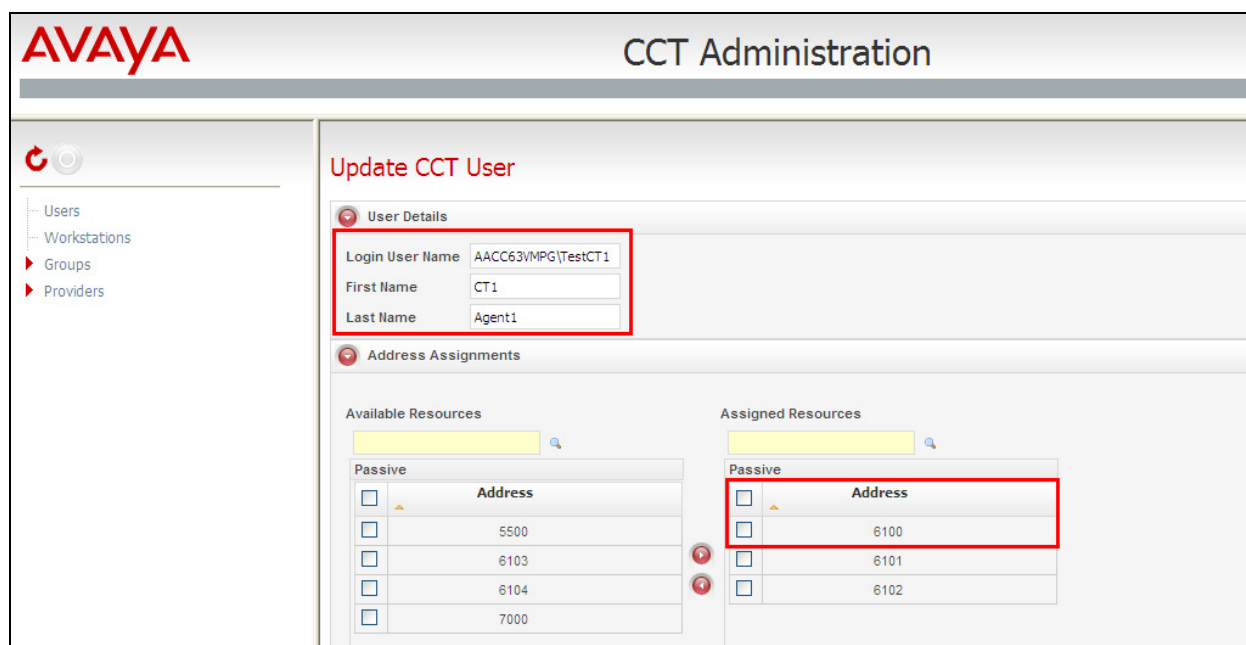 AVAYA
CCT Administration
Users
Workstations
Groups
Providers
Update CCT User
User Details
Login User Name AACC63VMPG\TestCT1
First Name CT1
Last Name Agent1
Address Assignments
Available Resources Assigned Resources
Passive Passive
Address Address
5500 6100
6103 6101
6104 6102
7000